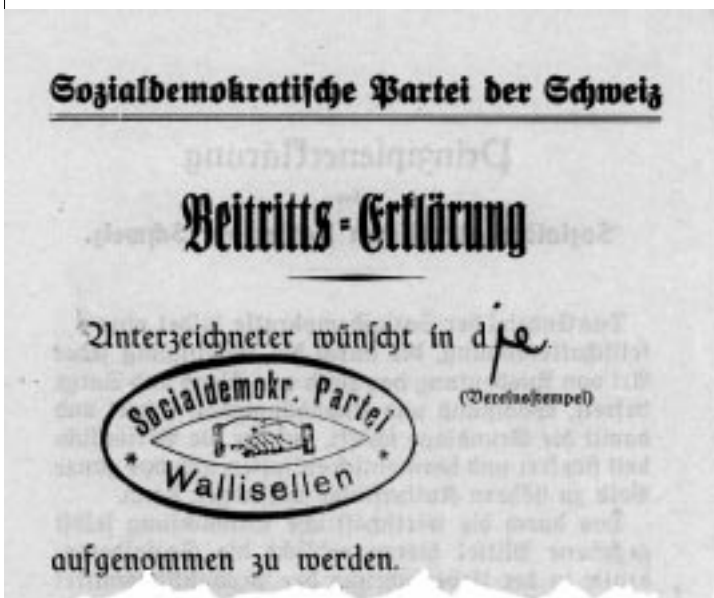 Sozialdemokratische Partei der Schweiz
Beitritts-Erklärung
Unterzeichneter wünscht in die
(Vereinsstempel)
Socialdemokr. Partei
* Wallisellen *
aufgenommen zu werden.